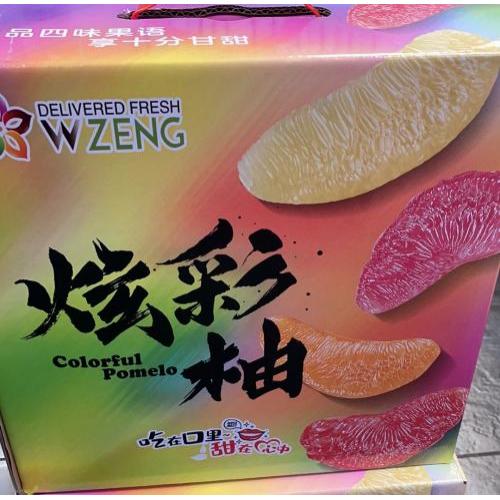 品四味果语
享十分甘甜
DELIVERED FRESH
W ZENG
炫彩
Colorful
Pomelo
柚
吃在口里~
甜在心中